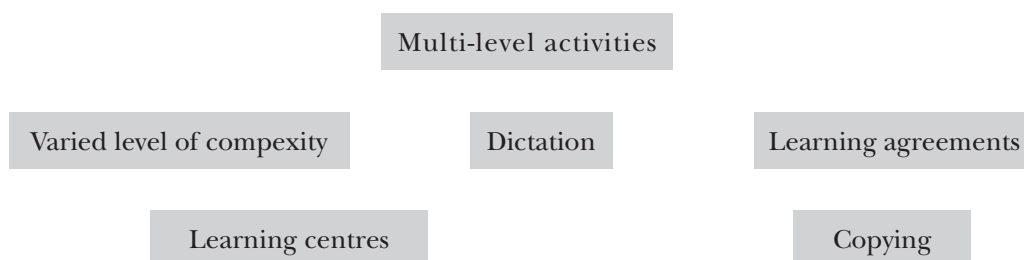 Multi-level activities
Varied level of compexity
Dictation
Learning agreements
Learning centres
Copying